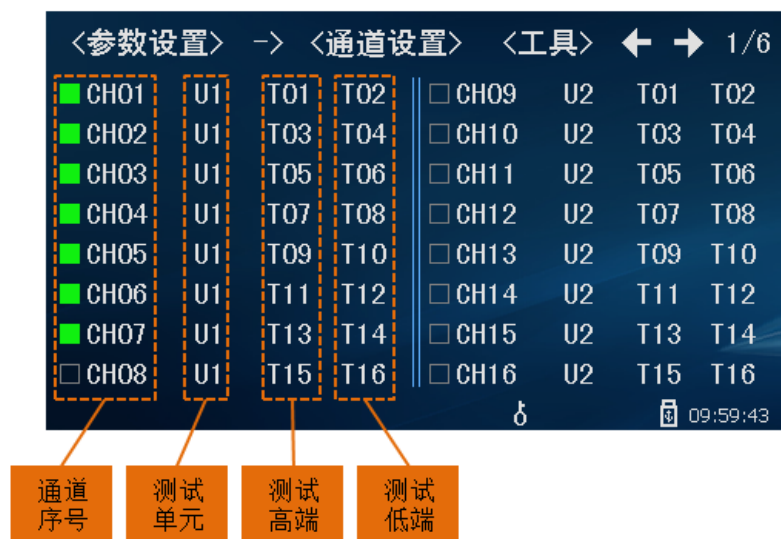 <参数设置> -> <通道设置> <工具> ← → 1/6
CH01 U1 T01 T02 CH09 U2 T01 T02
CH02 U1 T03 T04 CH10 U2 T03 T04
CH03 U1 T05 T06 CH11 U2 T05 T06
CH04 U1 T07 T08 CH12 U2 T07 T08
CH05 U1 T09 T10 CH13 U2 T09 T10
CH06 U1 T11 T12 CH14 U2 T11 T12
CH07 U1 T13 T14 CH15 U2 T13 T14
CH08 U1 T15 T16 CH16 U2 T15 T16
09:59:43
通道
序号
测试
单元
测试
高端
测试
低端